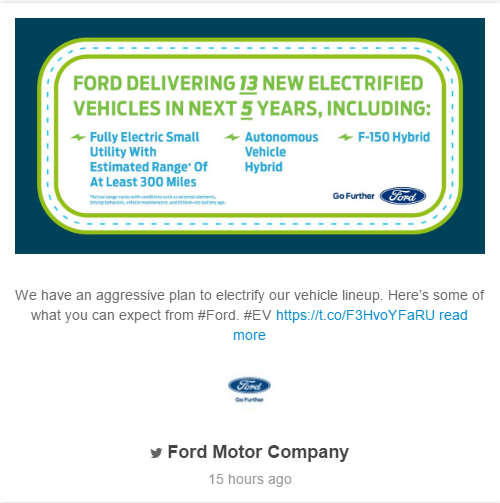 FORD DELIVERING 13 NEW ELECTRIFIED
VEHICLES IN NEXT 5 YEARS, INCLUDING:
Fully Electric Small
Utility With
Estimated Range* Of
At Least 300 Miles
*Actual range varies with conditions such as external elements,
driving behaviors, vehicle maintenance, and lithium-ion battery age.
Autonomous
Vehicle
Hybrid
F-150 Hybrid
Go Further Ford
We have an aggressive plan to electrify our vehicle lineup. Here's some of
what you can expect from #Ford. #EV https://t.co/F3HvoYFaRU read
more
Ford
Go Further
Ford Motor Company
15 hours ago